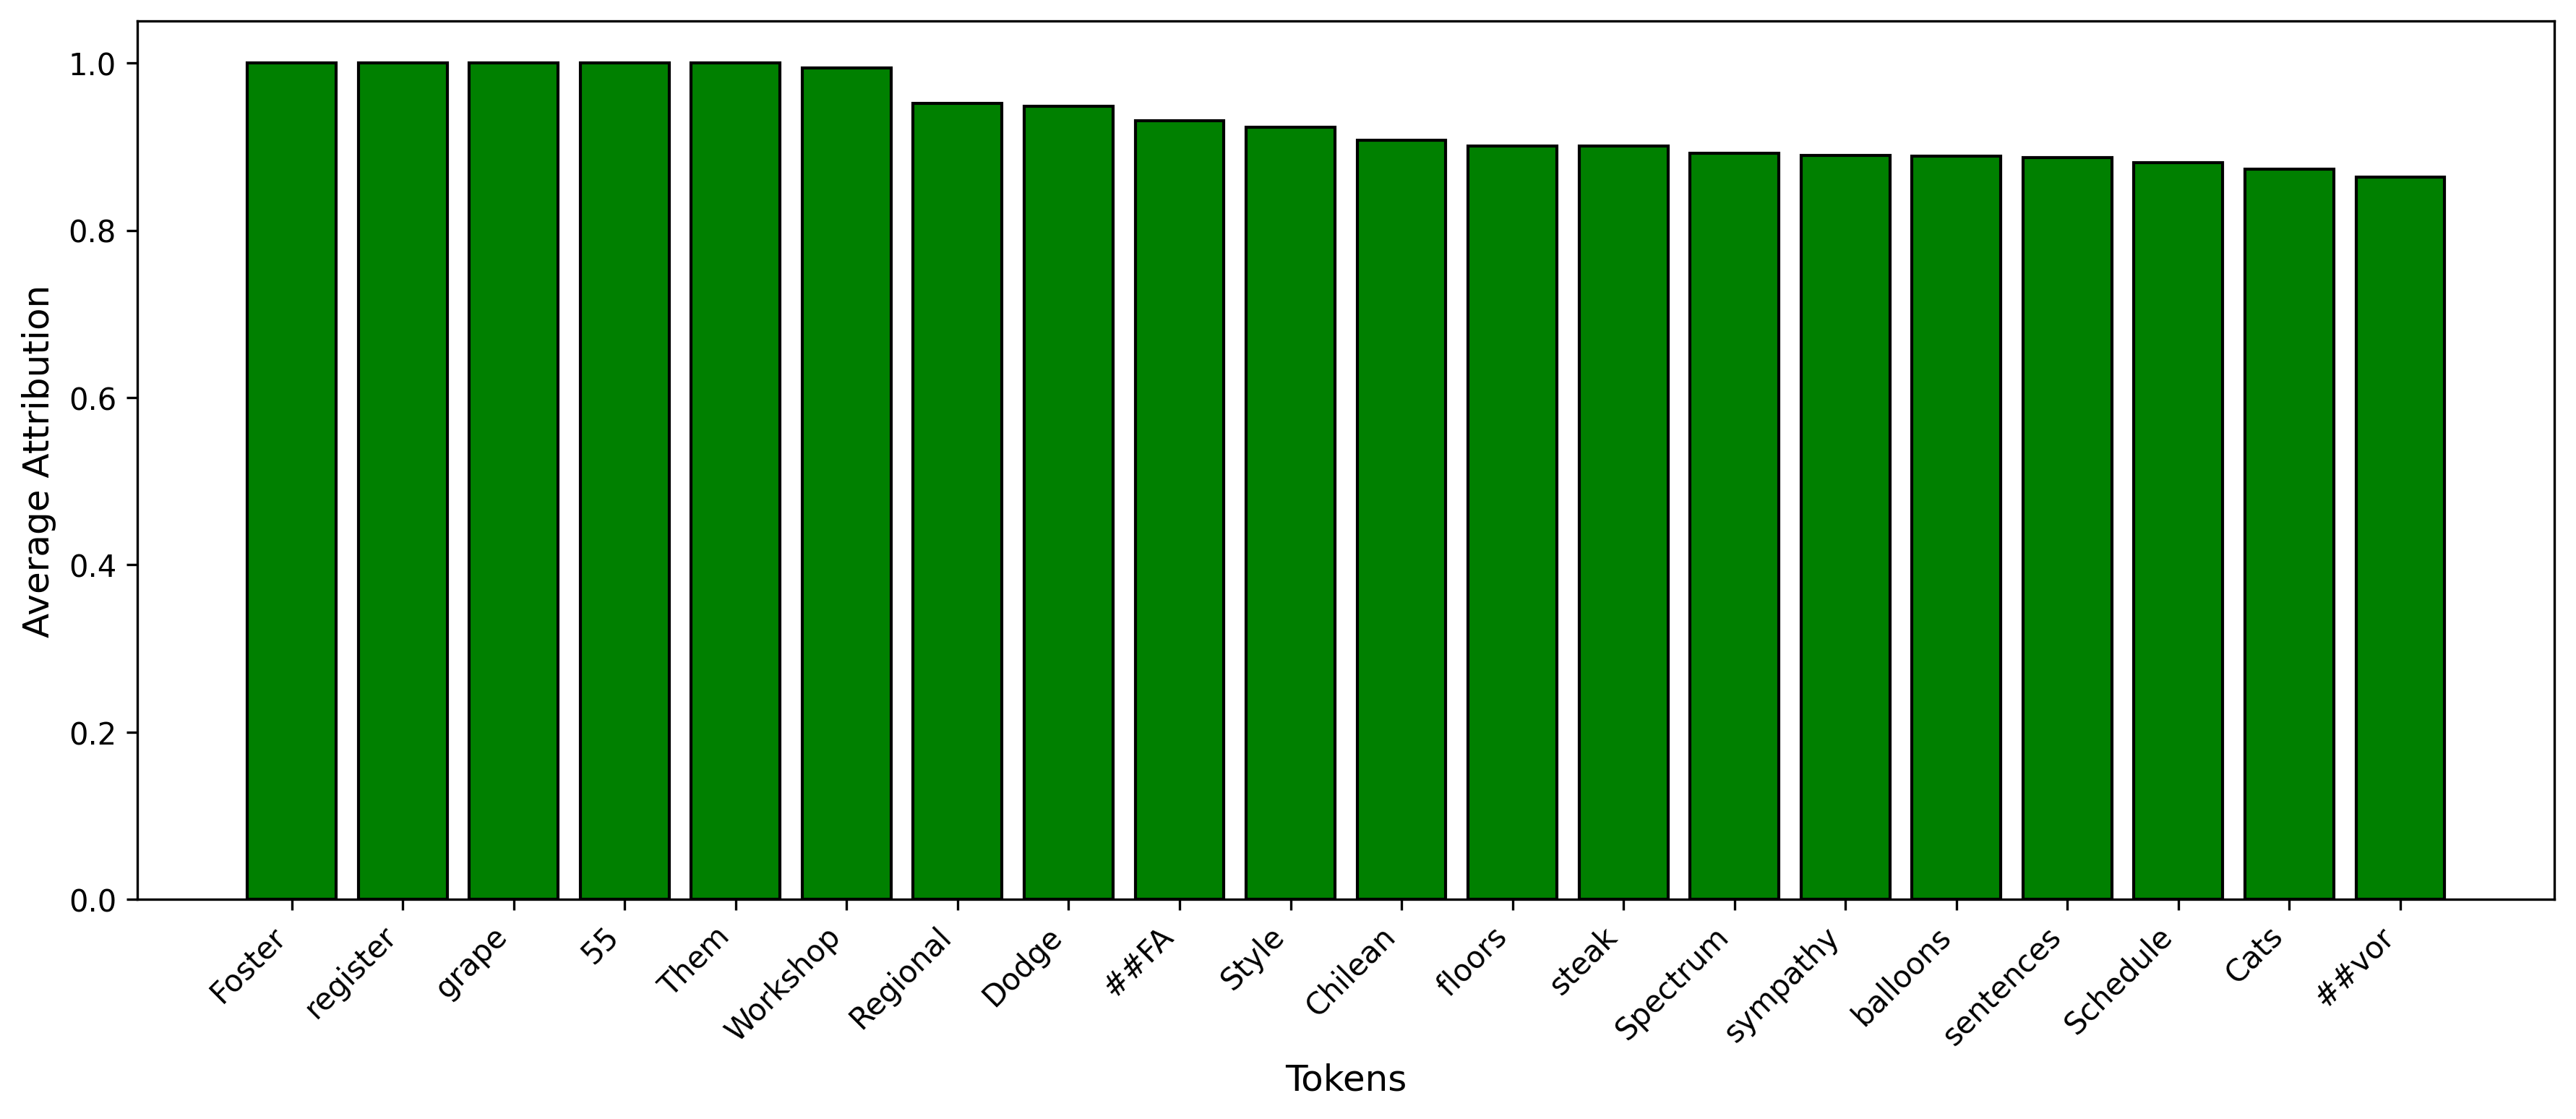 Average Attribution
1.0
0.8
0.6
0.4
0.2
0.0
Foster
register
grape
55
Them
Workshop
Regional
Dodge
##FA
Style
Chilean
floors
steak
Spectrum
sympathy
balloons
sentences
Schedule
Cats
##vor
Tokens